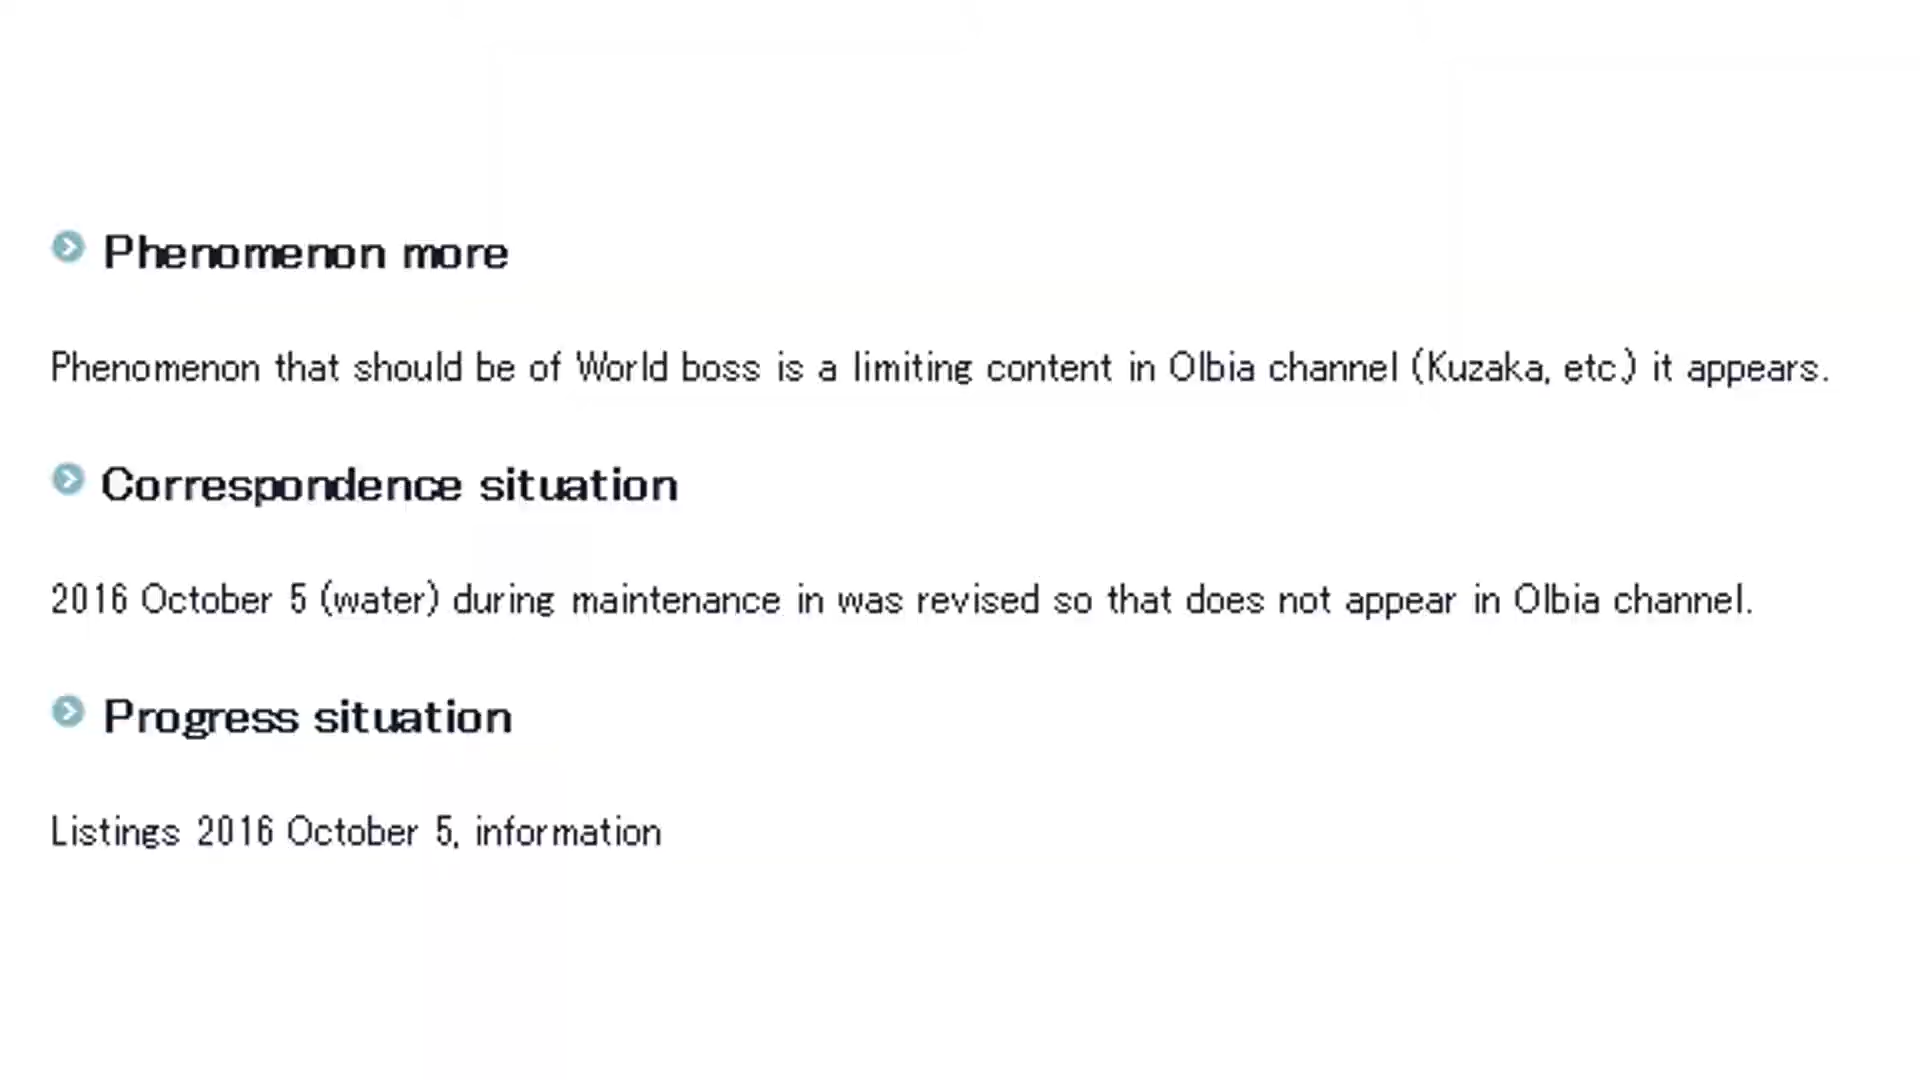 Phenomenon more
Phenomenon that should be of World boss is a limiting content in Olbia channel (Kuzaka, etc.) it appears.
Correspondence situation
2016 October 5 (water) during maintenance in was revised so that does not appear in Olbia channel.
Progress situation
Listings 2016 October 5, information